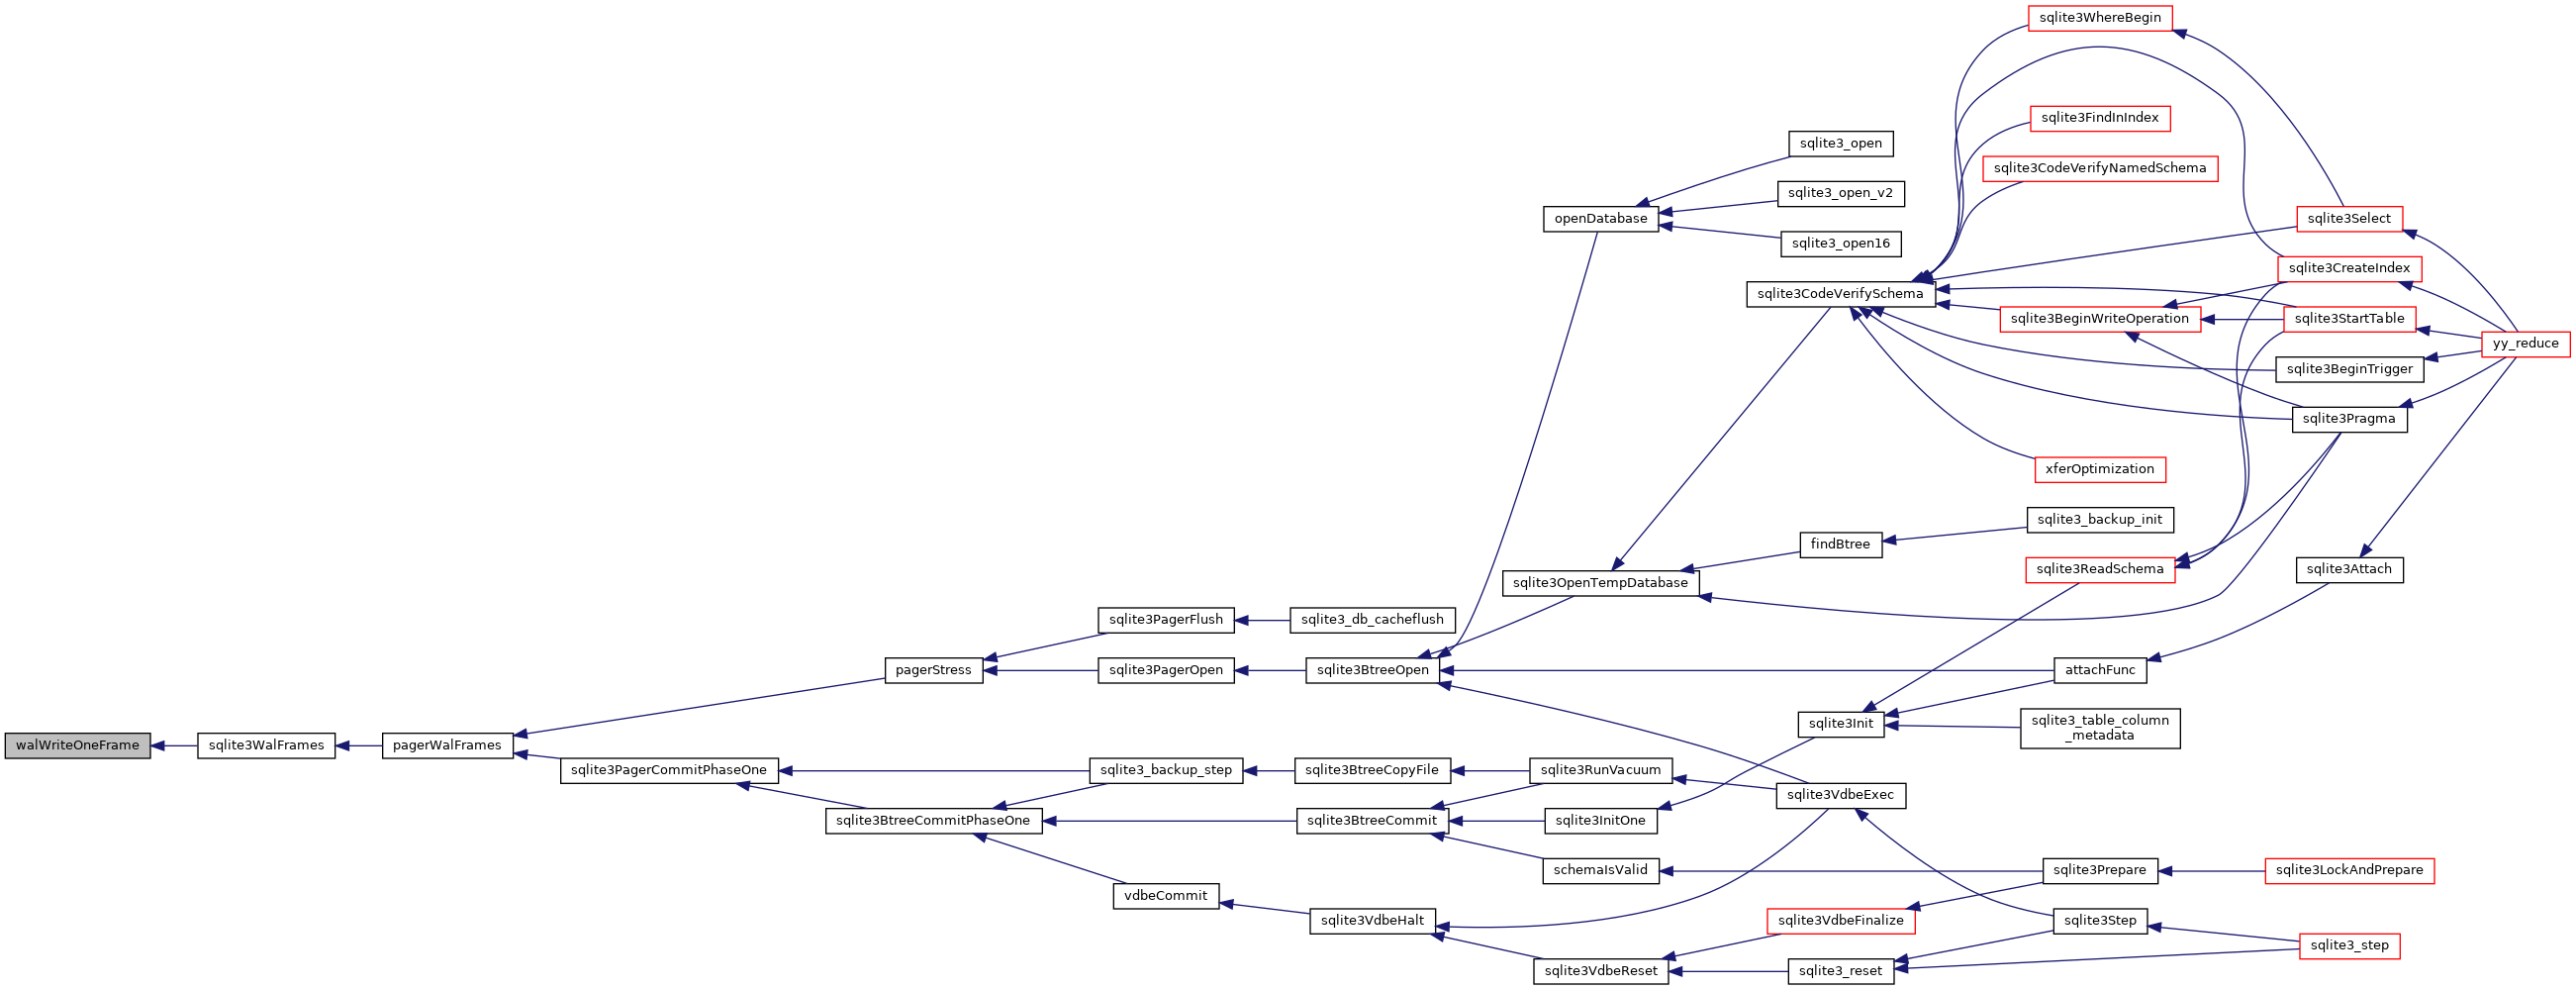 sqlite3WhereBegin
sqlite3FindInIndex
sqlite3_open
sqlite3CodeVerifyNamedSchema
sqlite3_open_v2
openDatabase
sqlite3Select
sqlite3_open16
sqlite3CreateIndex
sqlite3CodeVerifySchema
sqlite3BeginWriteOperation
sqlite3StartTable
yy_reduce
sqlite3BeginTrigger
sqlite3Pragma
xferOptimization
sqlite3_backup_init
findBtree
sqlite3ReadSchema
sqlite3Attach
sqlite3OpenTempDatabase
sqlite3PagerFlush
sqlite3_db_cacheflush
pagerStress
sqlite3PagerOpen
sqlite3BtreeOpen
attachFunc
sqlite3Init
sqlite3_table_column
_metadata
walWriteOneFrame
sqlite3WalFrames
pagerWalFrames
sqlite3PagerCommitPhaseOne
sqlite3_backup_step
sqlite3BtreeCopyFile
sqlite3RunVacuum
sqlite3VdbeExec
sqlite3BtreeCommitPhaseOne
sqlite3BtreeCommit
sqlite3InitOne
schemaIsValid
sqlite3Prepare
sqlite3LockAndPrepare
vdbeCommit
sqlite3VdbeHalt
sqlite3VdbeFinalize
sqlite3Step
sqlite3_step
sqlite3VdbeReset
sqlite3_reset